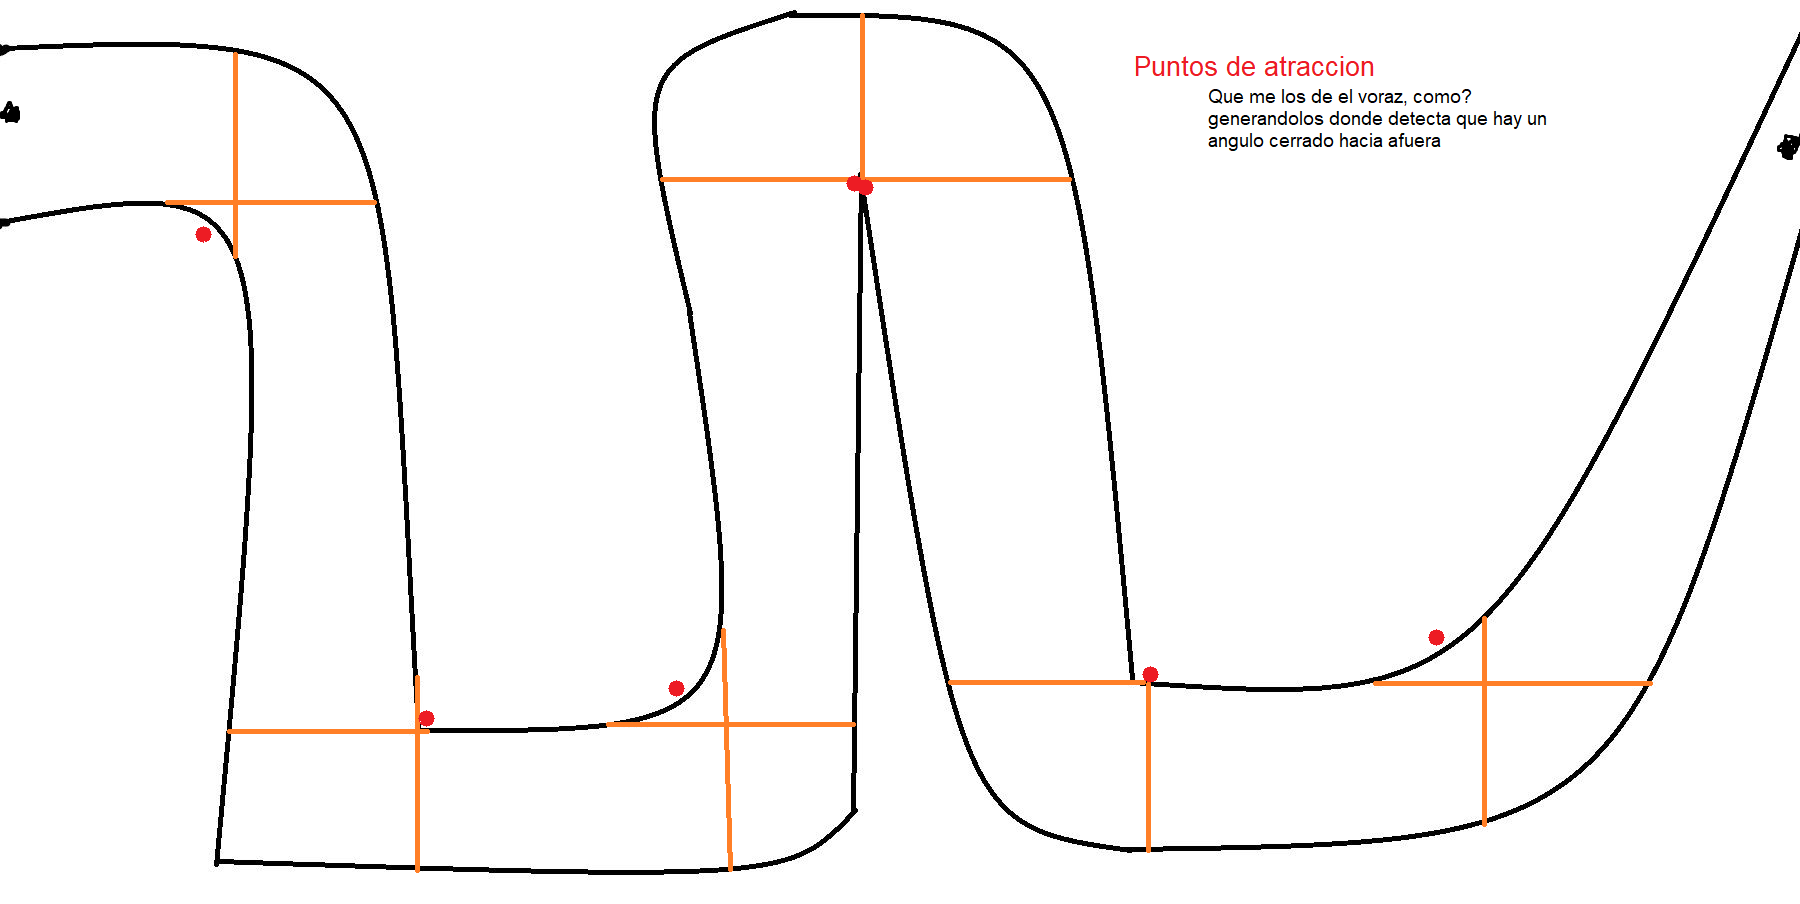 Puntos de atraccion
Que me los de el voraz, como?
generandolos donde detecta que hay un
angulo cerrado hacia afuera